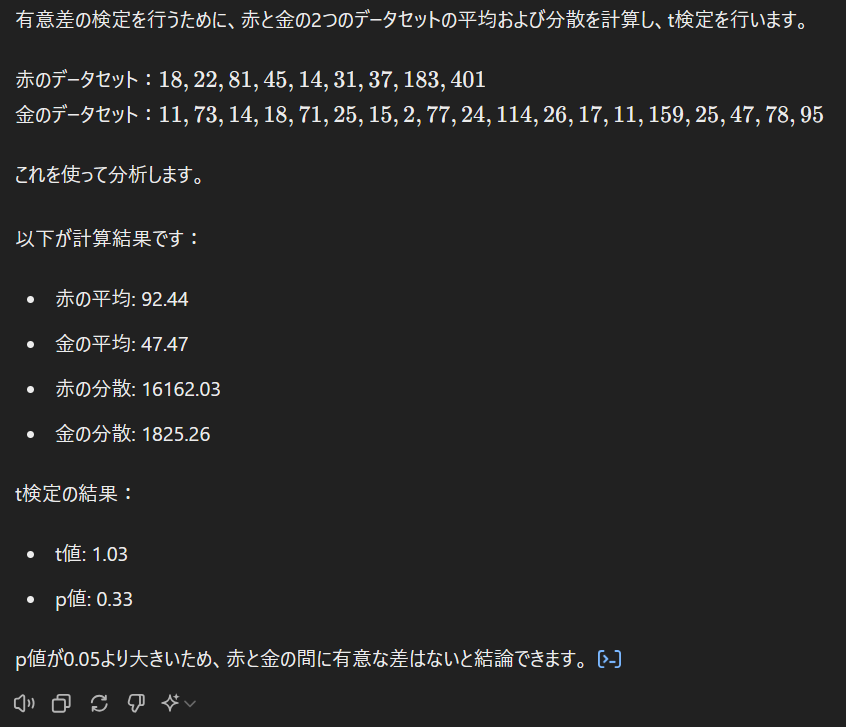 有意差の検定を行うために、赤と金の2つのデータセットの平均および分散を計算し、t検定を行います。
赤のデータセット：18, 22, 81, 45, 14, 31, 37, 183, 401
金のデータセット：11, 73, 14, 18, 71, 25, 15, 2, 77, 24, 114, 26, 17, 11, 159, 25, 47, 78, 95
これを使って分析します。
以下が計算結果です：
• 赤の平均: 92.44
• 金の平均: 47.47
• 赤の分散: 16162.03
• 金の分散: 1825.26
t検定の結果：
• t値: 1.03
• p値: 0.33
p値が0.05より大きいため、赤と金の間に有意な差はないと結論できます。 [>-]